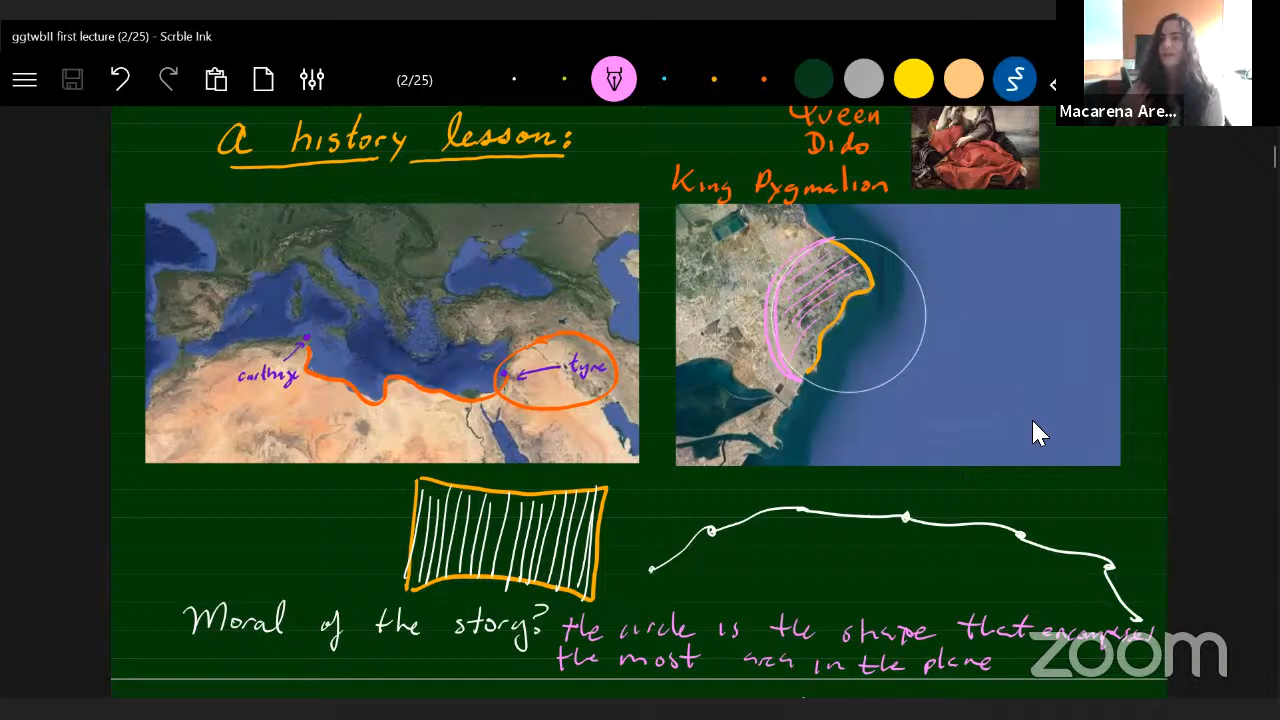 ggtwbII first lecture (2/25) - Scrble Ink
(2/25)
Macarena Are...
a history lesson:
Queen
Dido
King Pygmalion
carthage
tyre
Moral of the story? the circle is the shape that encompasses
the most area in the plane
zoom